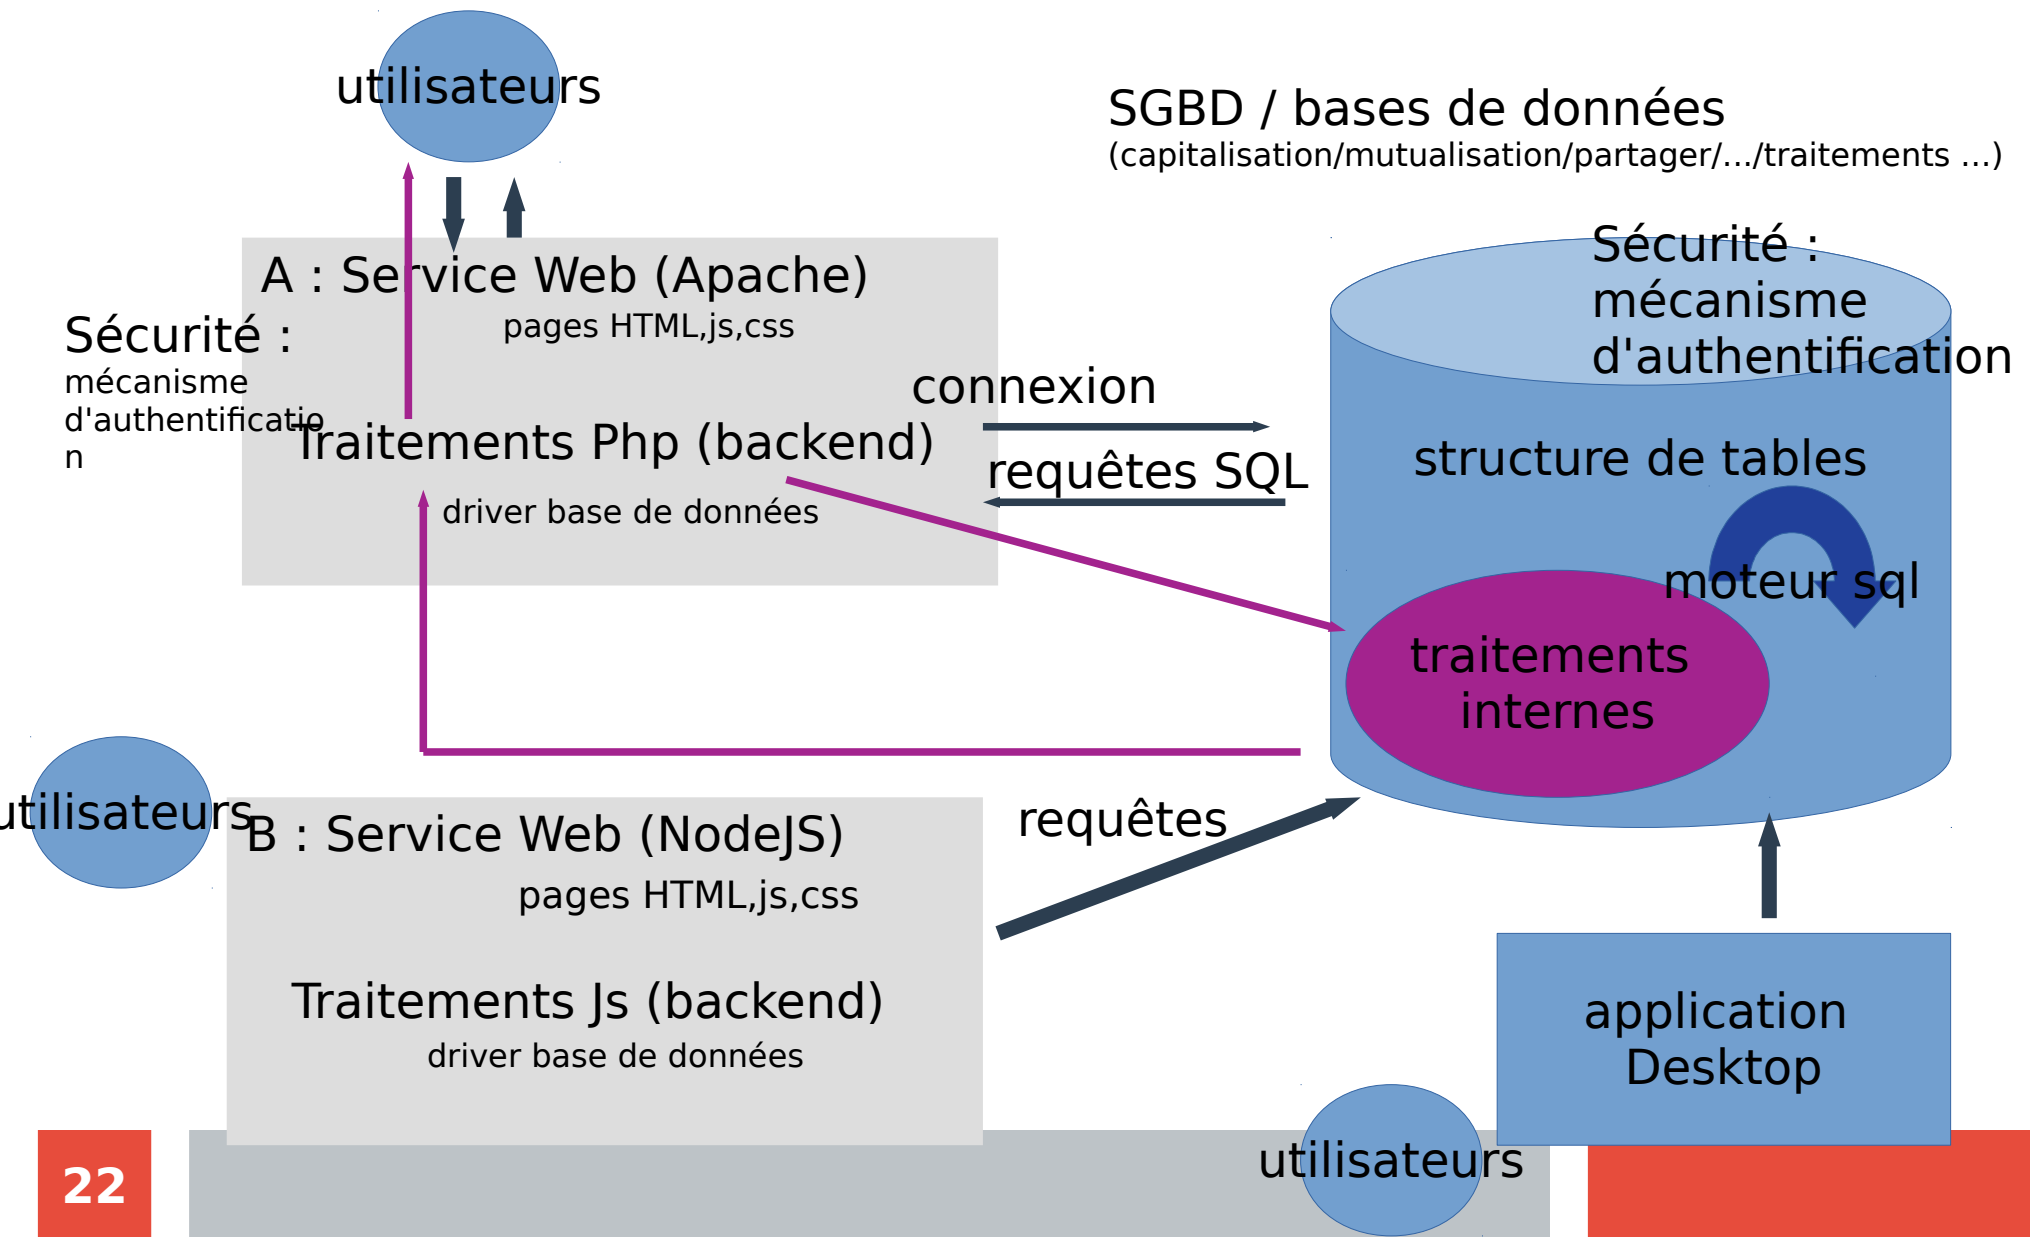 utilisateurs
SGBD / bases de données
(capitalisation/mutualisation/partager/.../traitements ...)
A : Service Web (Apache)
pages HTML,js,css
Sécurité :
mécanisme
d'authentificatio
n
Traitements Php (backend)
driver base de données
connexion
requêtes SQL
Sécurité :
mécanisme
d'authentification
structure de tables
moteur sql
traitements
internes
utilisateurs
B : Service Web (NodeJS)
pages HTML,js,css
Traitements Js (backend)
driver base de données
requêtes
application
Desktop
utilisateurs
22